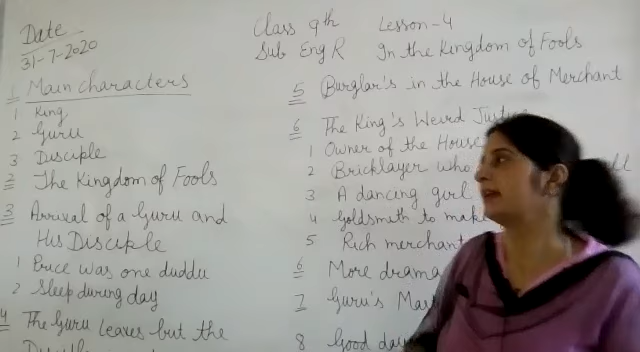 Date
31-7-2020
Class 9th Lesson-4
Sub Eng R In the Kingdom of Fools
1 Main characters
1 King
2 Guru
3 Disciple
2 The Kingdom of Fools
3 Arrival of a Guru and
His Disciple
1 Price was one duddu
2 Sleep during day
4 The Guru leaves but the
5 Burglar's in the House of Merchant
6 The King's Weird Justice
1 Owner of the House
2 Bricklayer who
3 A dancing girl
4 Goldsmith to
5 Rich merchant
6 More drama
7 Guru's
8 Good